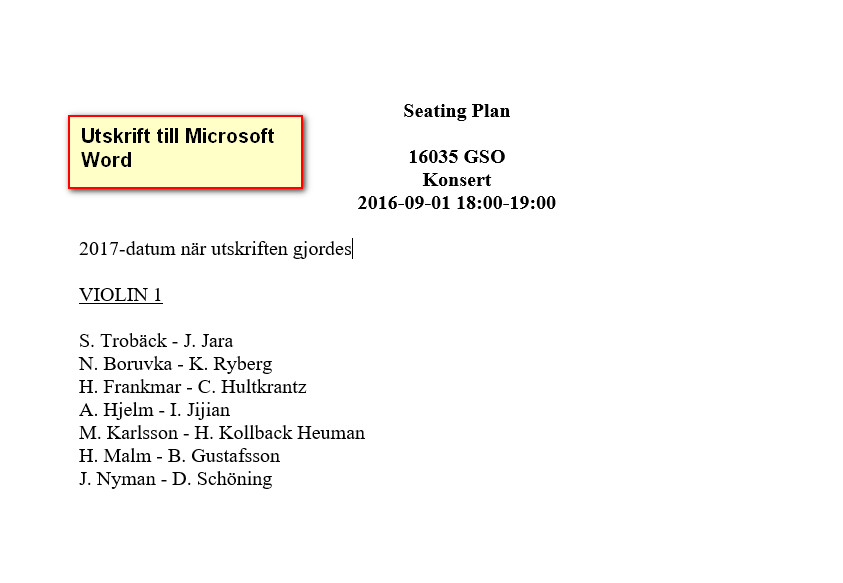 Seating Plan
Utskrift till Microsoft
Word
16035 GSO
Konsert
2016-09-01 18:00-19:00
2017-datum när utskriften gjordes
VIOLIN 1
S. Trobäck - J. Jara
N. Boruvka - K. Ryberg
H. Frankmar - C. Hultkrantz
A. Hjelm - I. Jijian
M. Karlsson - H. Kollback Heuman
H. Malm - B. Gustafsson
J. Nyman - D. Schöning